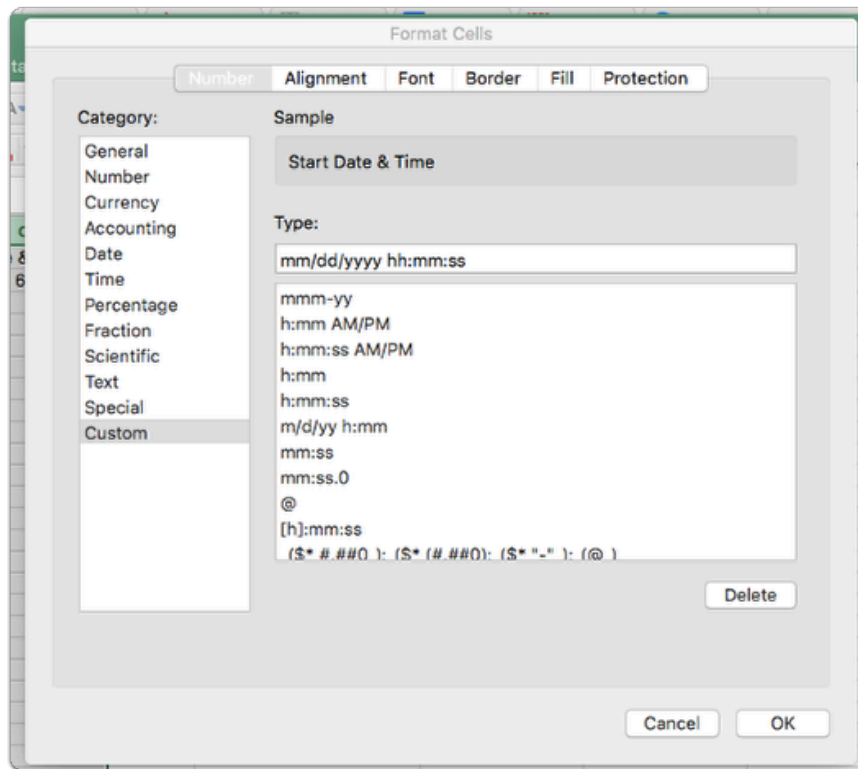 Format Cells
Number Alignment Font Border Fill Protection
Category:
General
Number
Currency
Accounting
Date
Time
Percentage
Fraction
Scientific
Text
Special
Custom
Sample
Start Date & Time
Type:
mm/dd/yyyy hh:mm:ss
mmm-yy
h:mm AM/PM
h:mm:ss AM/PM
h:mm
h:mm:ss
m/d/yy h:mm
mm:ss
mm:ss.0
@
[h]:mm:ss
($* #,##0_); ($* (#,##0); ($* "-"_); (@_)
Delete
Cancel OK